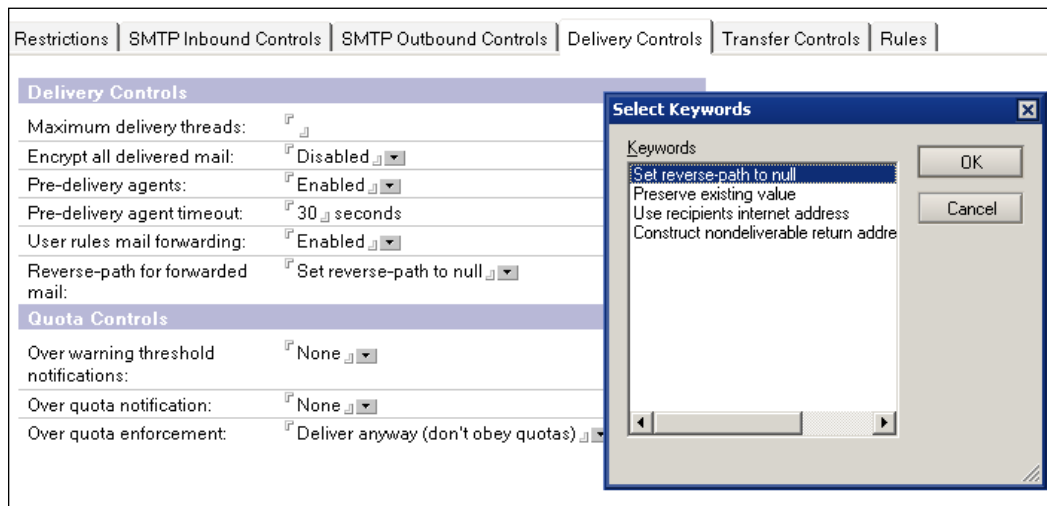 Restrictions | SMTP Inbound Controls | SMTP Outbound Controls | Delivery Controls | Transfer Controls | Rules
Delivery Controls
Maximum delivery threads:
Encrypt all delivered mail: Disabled
Pre-delivery agents: Enabled
Pre-delivery agent timeout: 30 seconds
User rules mail forwarding: Enabled
Reverse-path for forwarded Set reverse-path to null
mail:
Quota Controls
Over warning threshold None
notifications:
Over quota notification: None
Over quota enforcement: Deliver anyway (don't obey quotas)
Select Keywords
Keywords
Set reverse-path to null
Preserve existing value
Use recipients internet address
Construct nondeliverable return addre
OK
Cancel